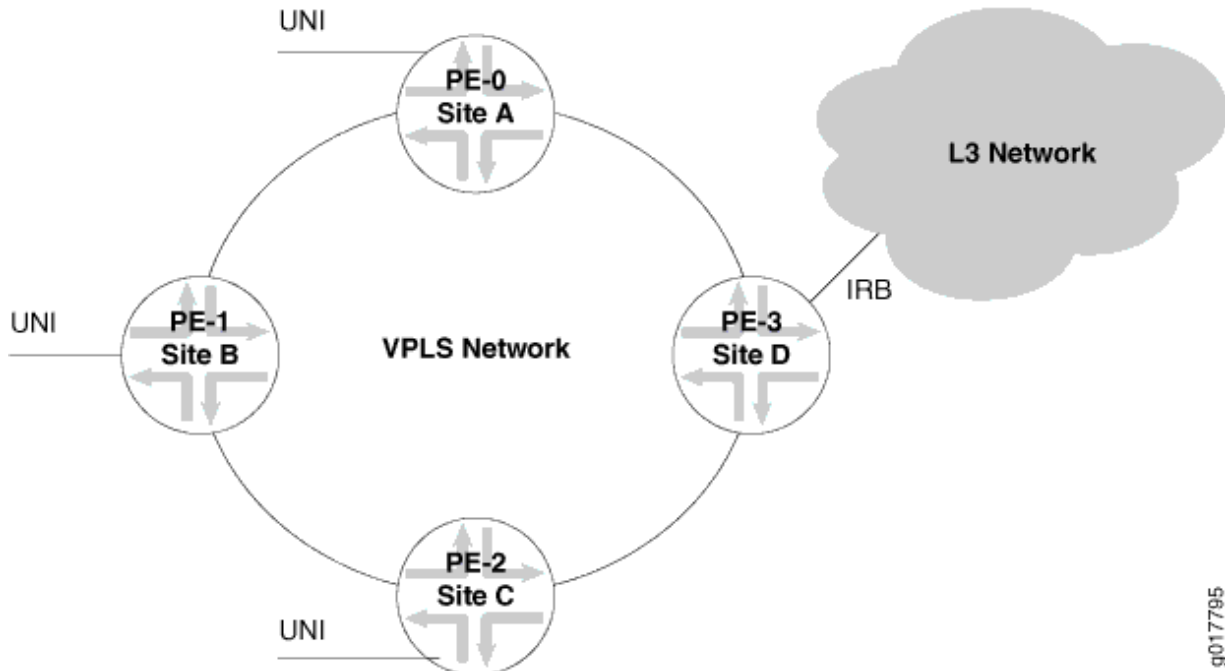 UNI
PE-0
Site A
L3 Network
IRB
UNI
PE-1
Site B
VPLS Network
PE-3
Site D
PE-2
Site C
UNI
g017795